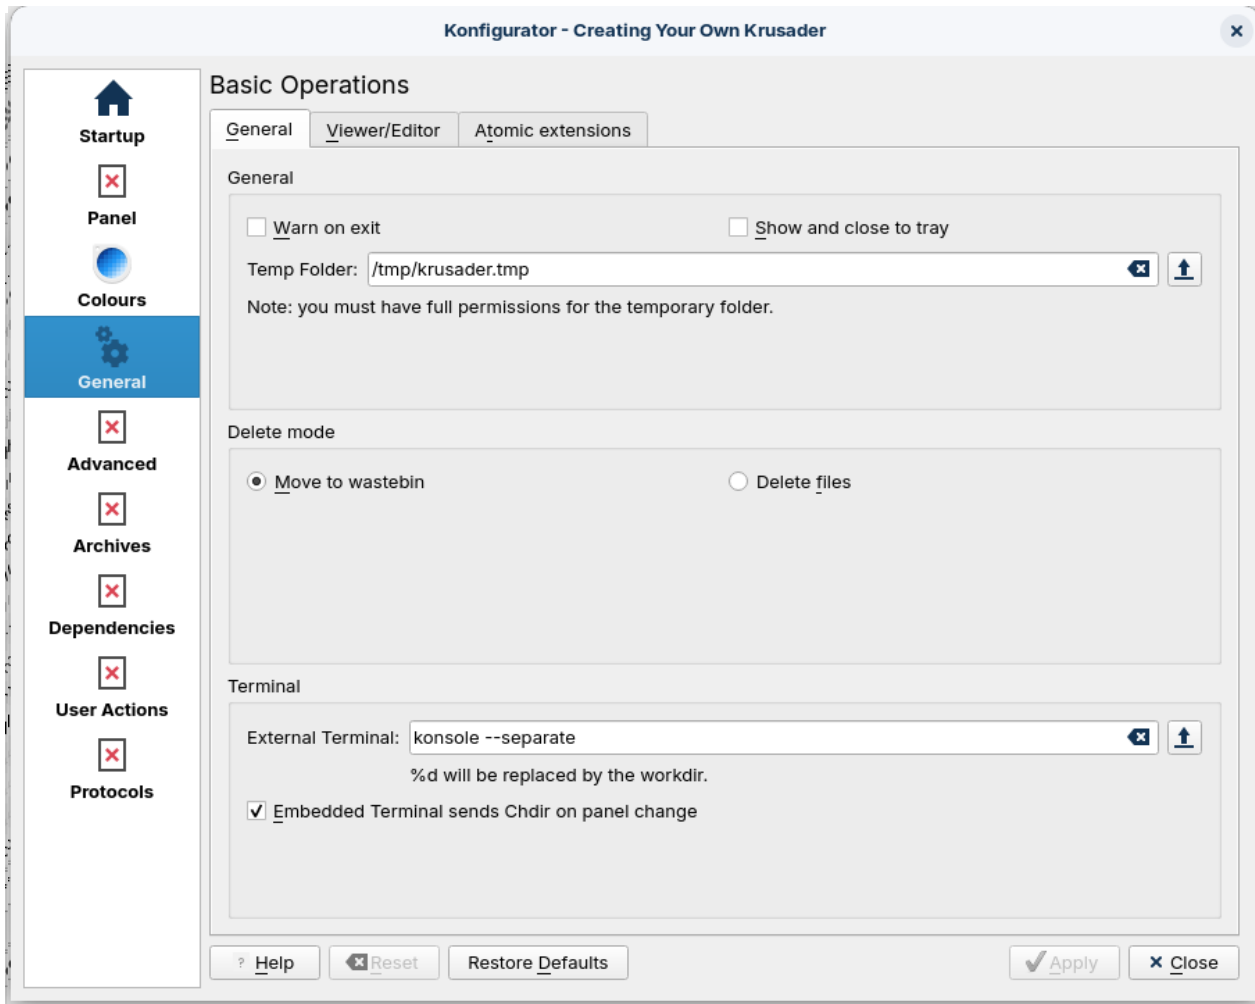 Konfigurator - Creating Your Own Krusader
Startup
Panel
Colours
General
Advanced
Archives
Dependencies
User Actions
Protocols
Basic Operations
General Viewer/Editor Atomic extensions
General
Warn on exit Show and close to tray
Temp Folder: /tmp/krusader.tmp
Note: you must have full permissions for the temporary folder.
Delete mode
Move to wastebin Delete files
Terminal
External Terminal: konsole --separate
%d will be replaced by the workdir.
Embedded Terminal sends Chdir on panel change
? Help Reset Restore Defaults Apply Close